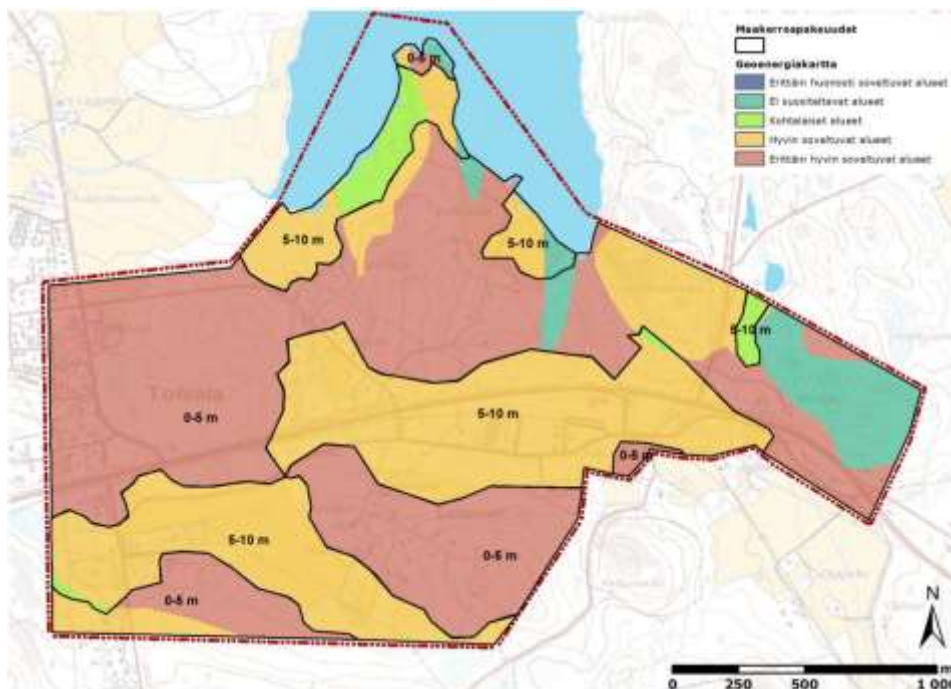 Maakerrospaksuudet
Geoenergiakartta
Erittäin huonosti soveltuvat alueet
Ei suositeltavat alueet
Kohtalaiset alueet
Hyvin soveltuvat alueet
Erittäin hyvin soveltuvat alueet
0-5 m
5-10 m
5-10 m
5-10 m
0-5 m
5-10 m
0-5 m
5-10 m
0-5 m
0-5 m
N
m
0 250 500 1 000